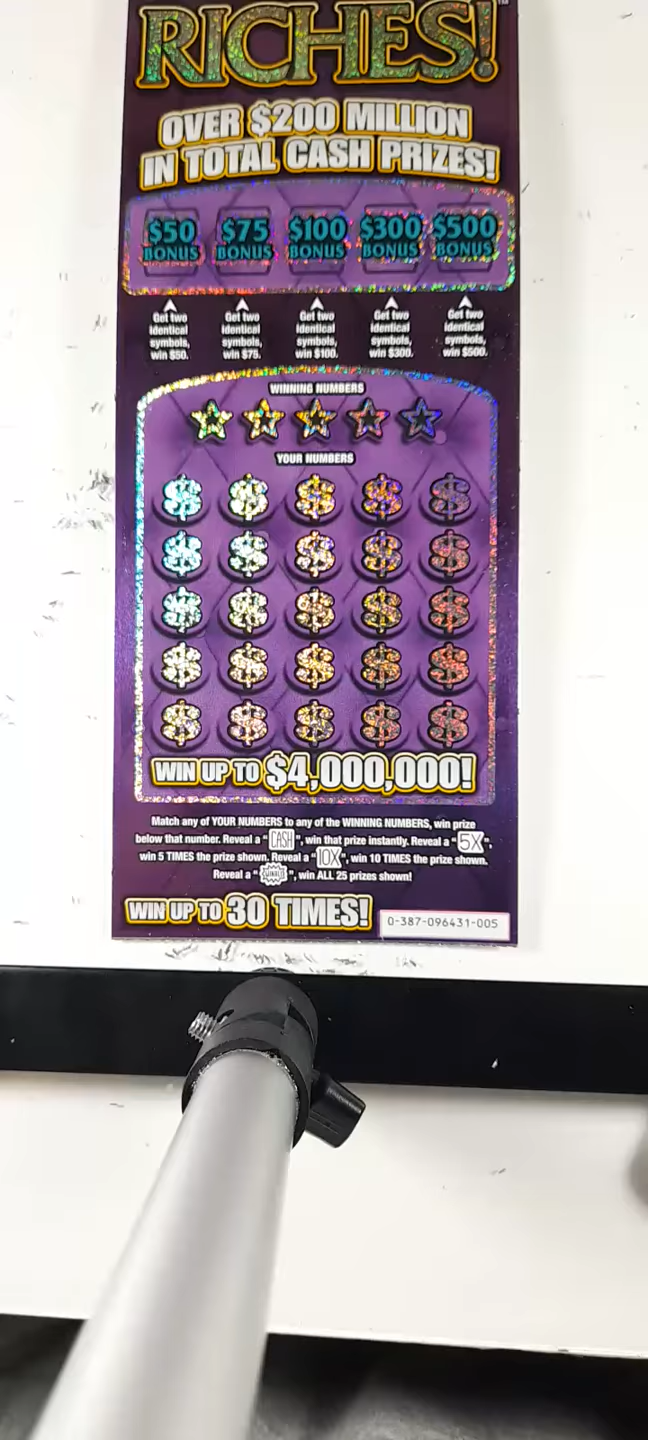 RICHES!
OVER $200 MILLION
IN TOTAL CASH PRIZES!
$50 BONUS
$75 BONUS
$100 BONUS
$300 BONUS
$500 BONUS
Get two identical symbols, win $50.
Get two identical symbols, win $75.
Get two identical symbols, win $100.
Get two identical symbols, win $300.
Get two identical symbols, win $500.
WINNING NUMBERS
YOUR NUMBERS
$ $ $ $ $
$ $ $ $ $
$ $ $ $ $
$ $ $ $ $
$ $ $ $ $
WIN UP TO $4,000,000!
Match any of YOUR NUMBERS to any of the WINNING NUMBERS, win prize
below that number. Reveal a "CASH", win that prize instantly. Reveal a "5X",
win 5 TIMES the prize shown. Reveal a "10X", win 10 TIMES the prize shown.
Reveal a "WINALL", win ALL 25 prizes shown!
WIN UP TO 30 TIMES!
0-387-096431-005